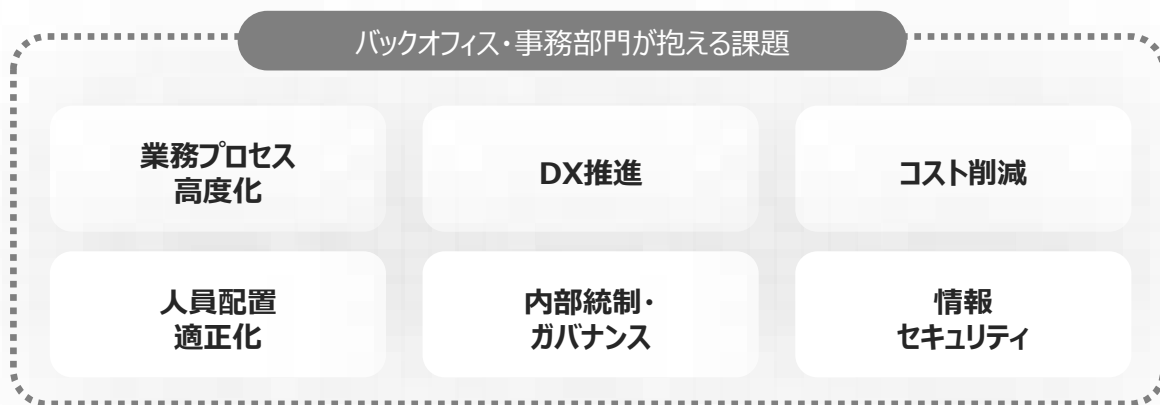 バックオフィス・事務部門が抱える課題
業務プロセス
高度化
DX推進
コスト削減
人員配置
適正化
内部統制・
ガバナンス
情報
セキュリティ